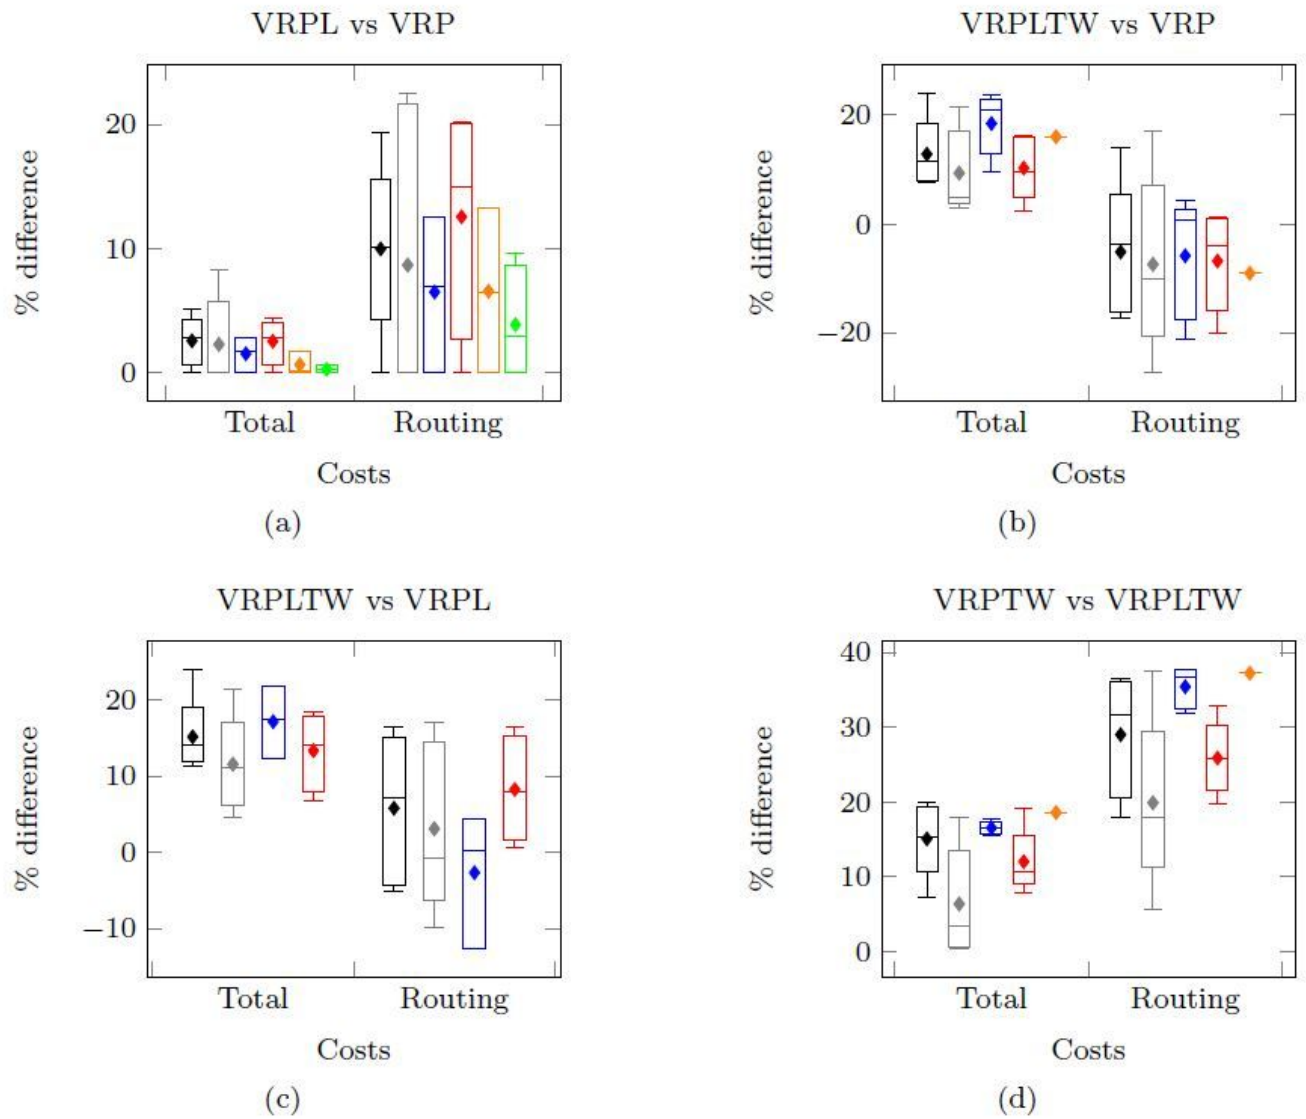 VRPL vs VRP
% difference
20
10
0
Total Routing
Costs
(a)
VRPLTW vs VRP
% difference
20
0
−20
Total Routing
Costs
(b)
VRPLTW vs VRPL
% difference
20
10
0
−10
Total Routing
Costs
(c)
VRPTW vs VRPLTW
% difference
40
30
20
10
0
Total Routing
Costs
(d)